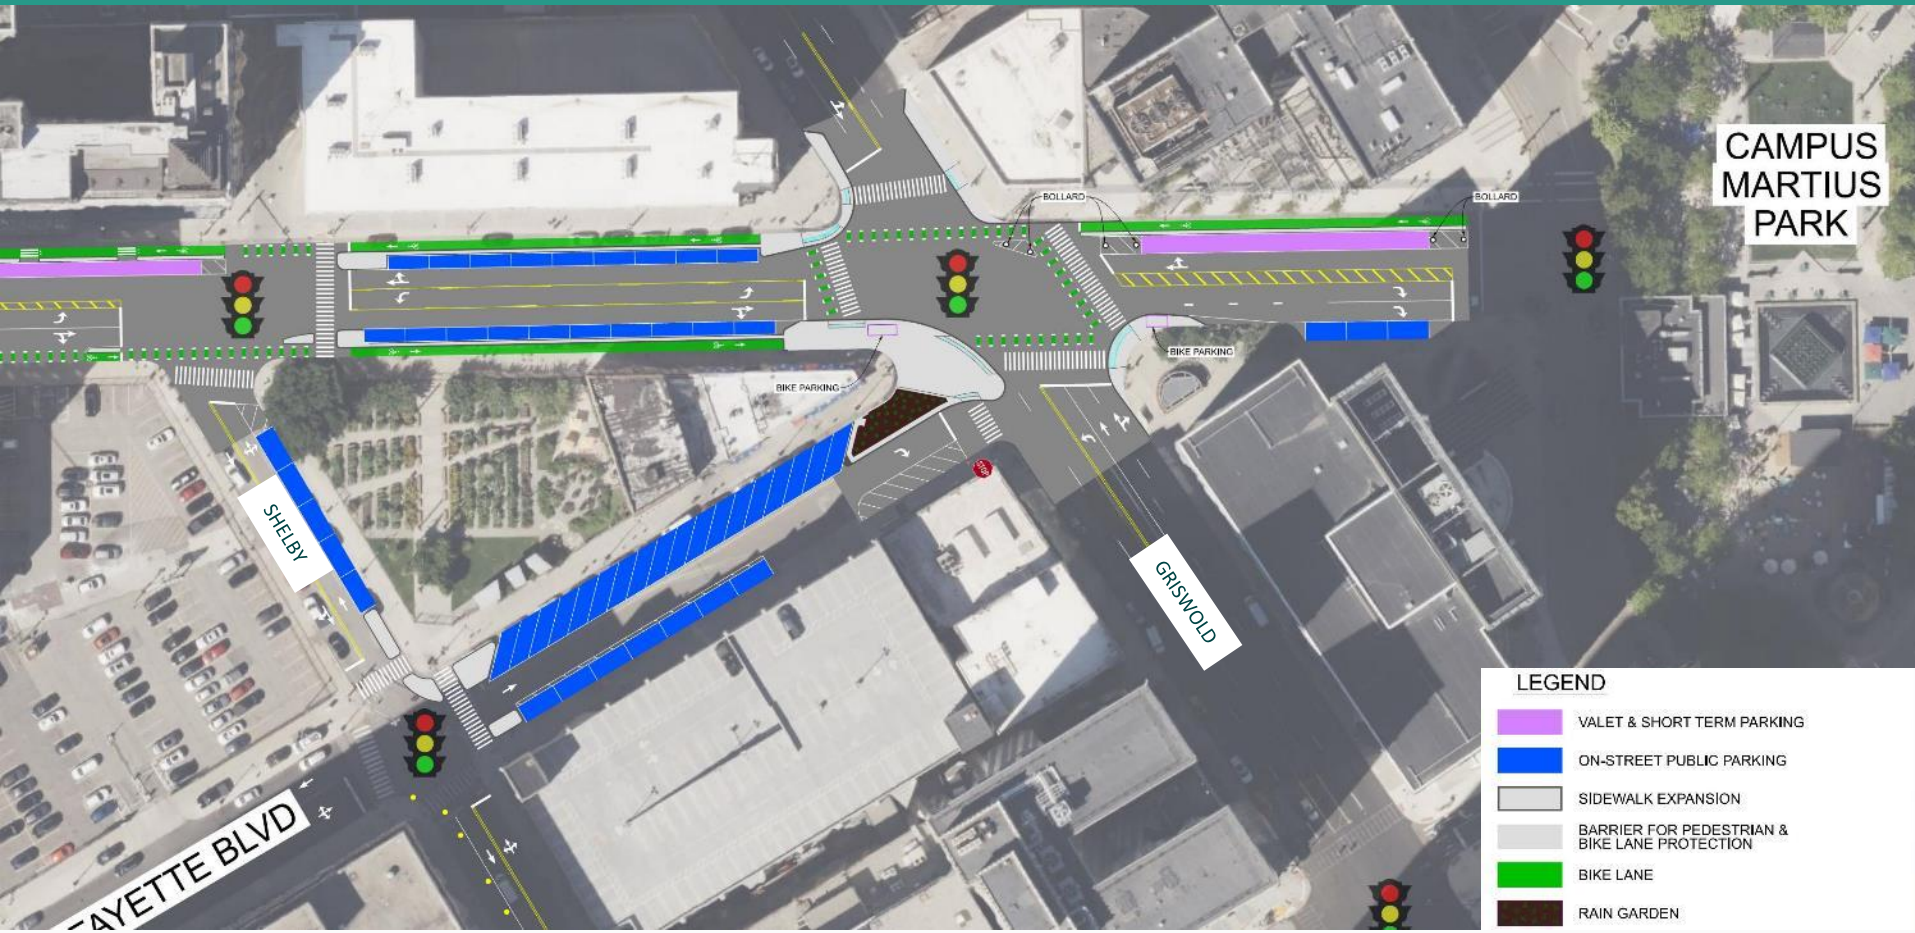 CAMPUS
MARTIUS
PARK
BOLLARD
BOLLARD
BIKE PARKING
BIKE PARKING
STOP
SHELBY
GRISWOLD
FAYETTE BLVD
LEGEND
VALET & SHORT TERM PARKING
ON-STREET PUBLIC PARKING
SIDEWALK EXPANSION
BARRIER FOR PEDESTRIAN &
BIKE LANE PROTECTION
BIKE LANE
RAIN GARDEN